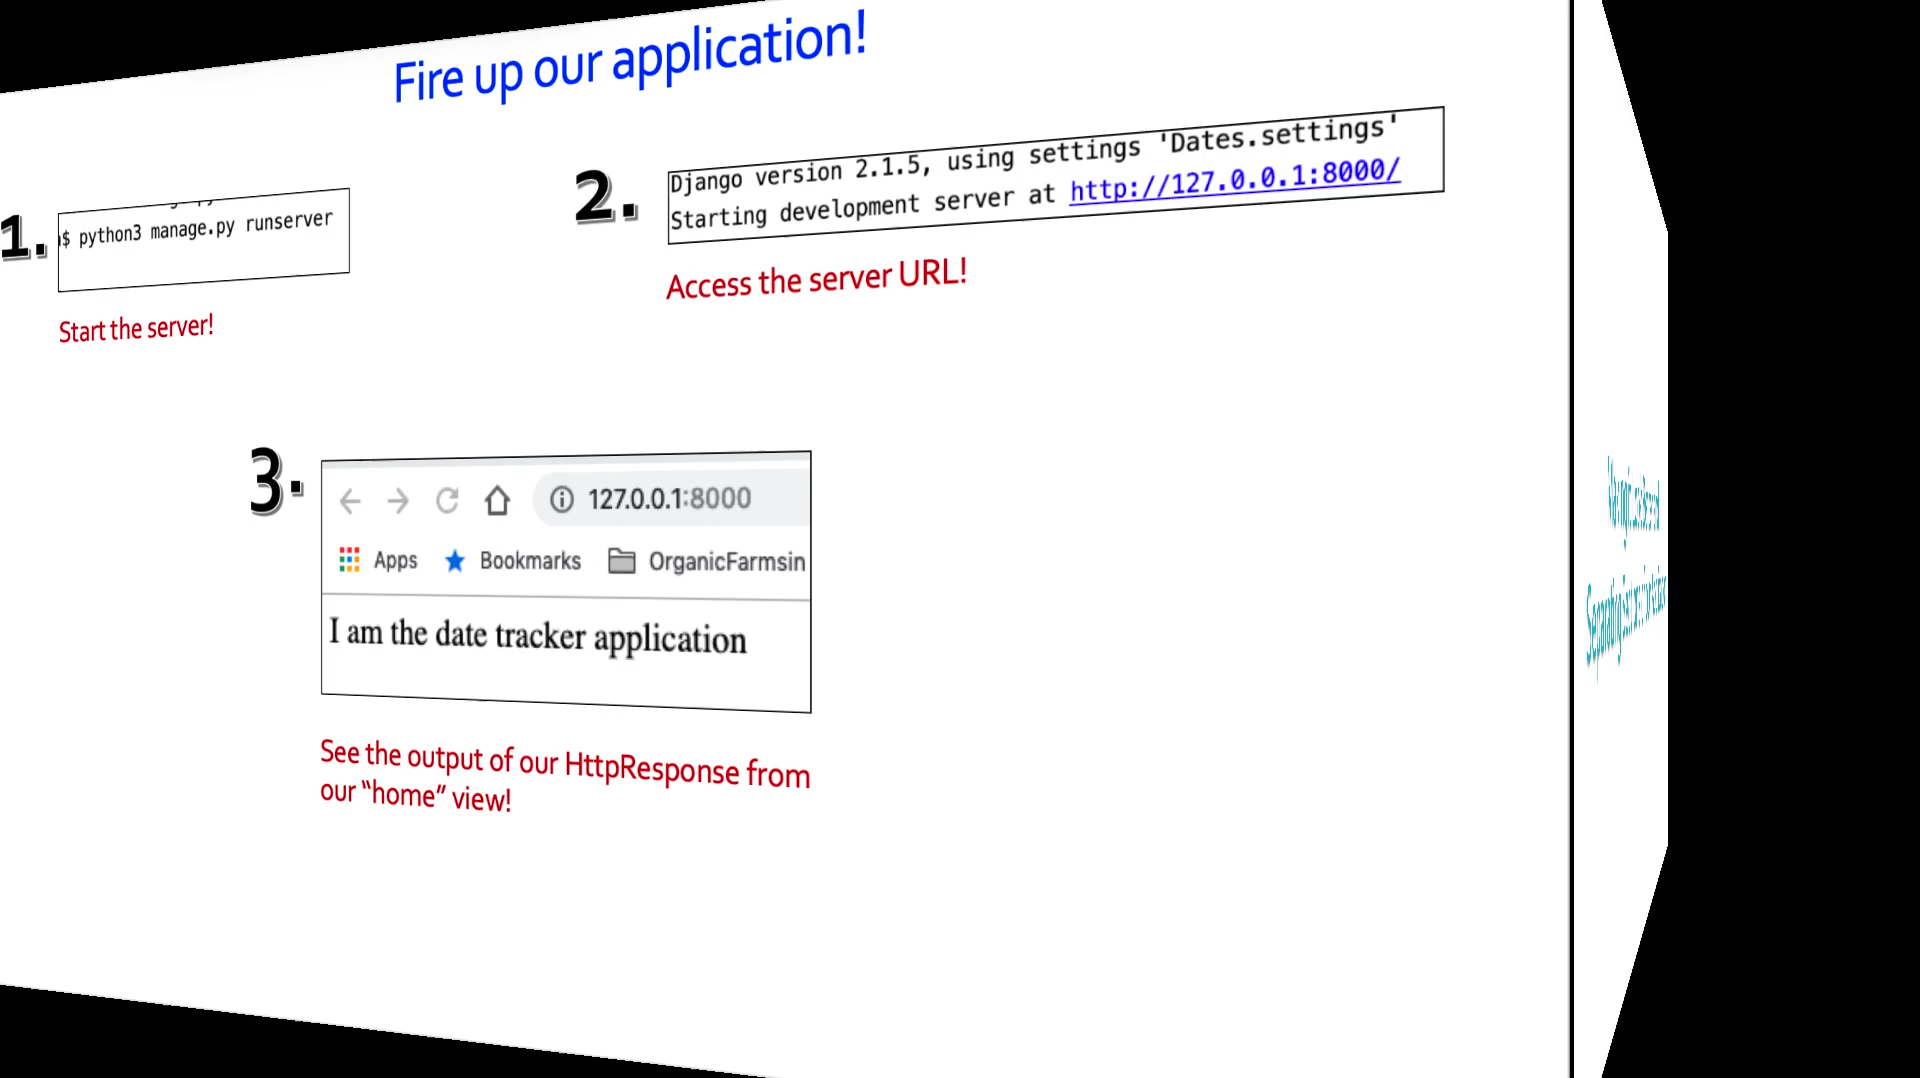 Fire up our application!
1.
$ python3 manage.py runserver
Start the server!
2.
Django version 2.1.5, using settings 'Dates.settings'
Starting development server at http://127.0.0.1:8000/
Access the server URL!
3.
127.0.0.1:8000
Apps Bookmarks OrganicFarmsin
I am the date tracker application
See the output of our HttpResponse from
our “home” view!
Separating